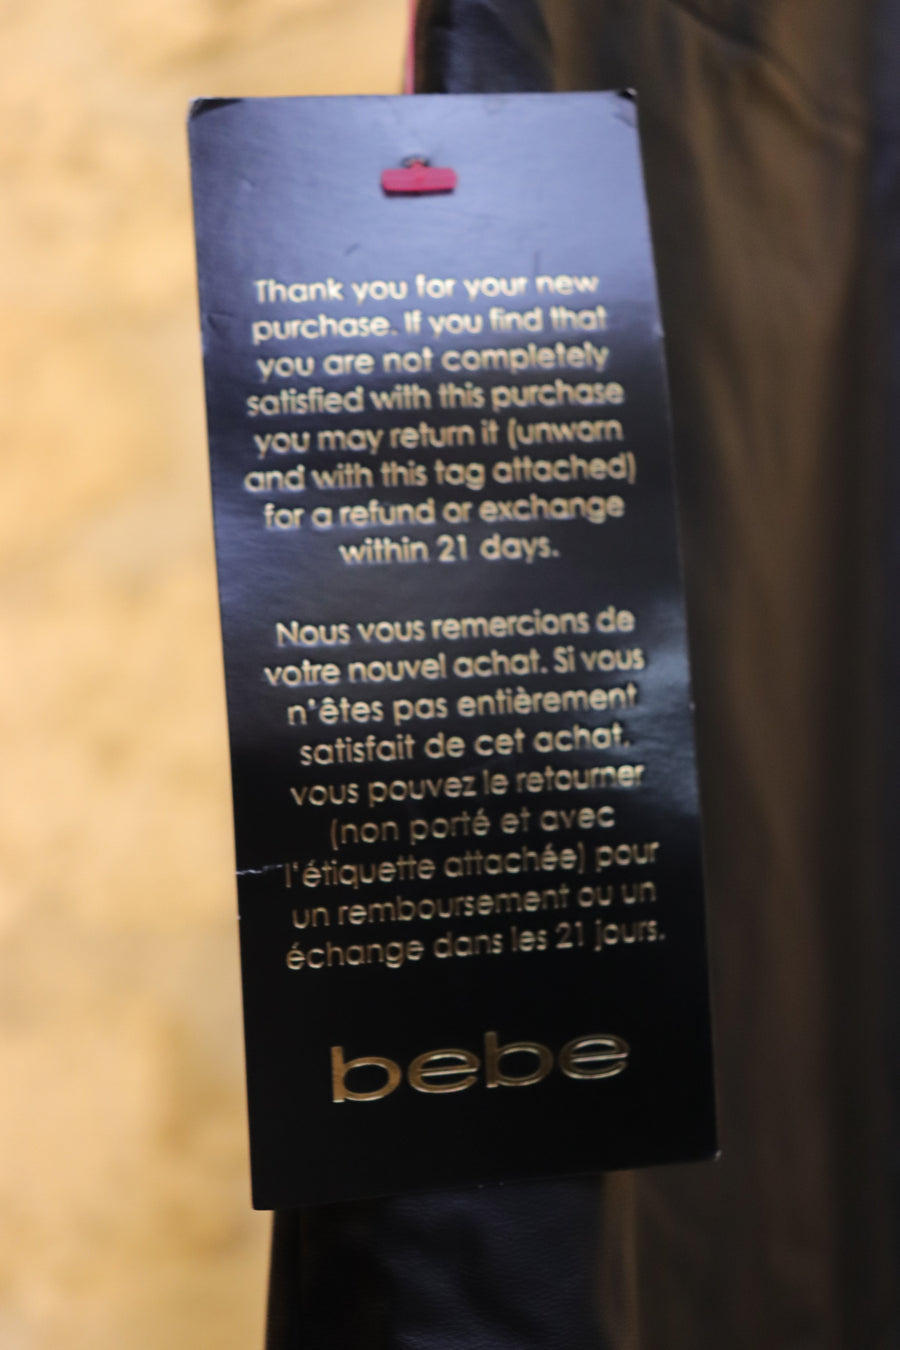 Thank you for your new
purchase. If you find that
you are not completely
satisfied with this purchase
you may return it (unworn
and with this tag attached)
for a refund or exchange
within 21 days.
Nous vous remercions de
votre nouvel achat. Si vous
n'êtes pas entièrement
satisfait de cet achat,
vous pouvez le retourner
(non porté et avec
l'étiquette attachée) pour
un remboursement ou un
échange dans les 21 jours.
bebe